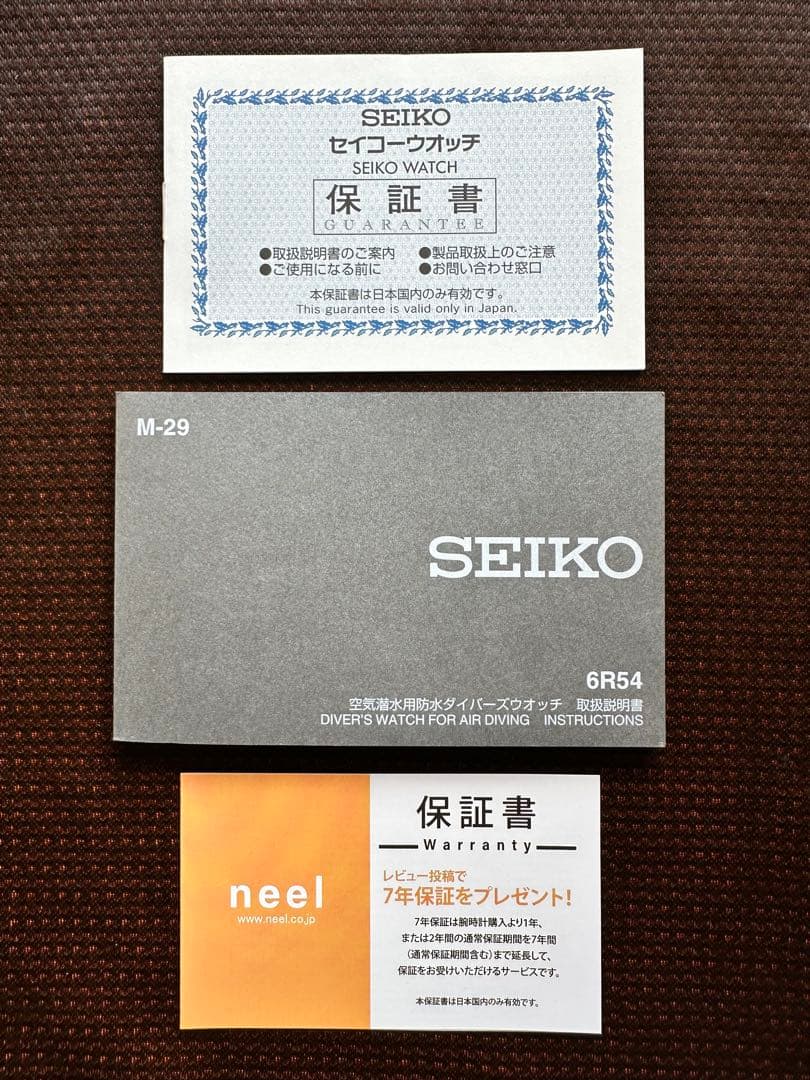 SEIKO
セイコーウオッチ
SEIKO WATCH
保証書
GUARANTEE
●取扱説明書のご案内 ●製品取扱上のご注意
●ご使用になる前に ●お問い合わせ窓口
本保証書は日本国内のみ有効です。
This guarantee is valid only in Japan.
M-29
SEIKO
6R54
空気潜水用防水ダイバーズウオッチ 取扱説明書
DIVER'S WATCH FOR AIR DIVING INSTRUCTIONS
neel
www.neel.co.jp
保証書
Warranty
レビュー投稿で
7年保証をプレゼント!
7年保証は腕時計購入より1年、
または2年間の通常保証期間を7年間
(通常保証期間含む)まで延長して、
保証をお受けいただけるサービスです。
本保証書は日本国内のみ有効です。